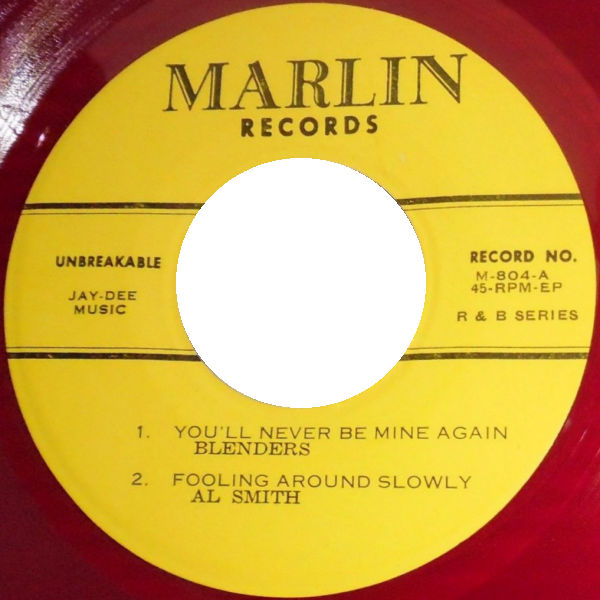 MARLIN
RECORDS
UNBREAKABLE
JAY-DEE
MUSIC
RECORD NO.
M-804-A
45-RPM-EP
R & B SERIES
1. YOU'LL NEVER BE MINE AGAIN
BLENDERS
2. FOOLING AROUND SLOWLY
AL SMITH